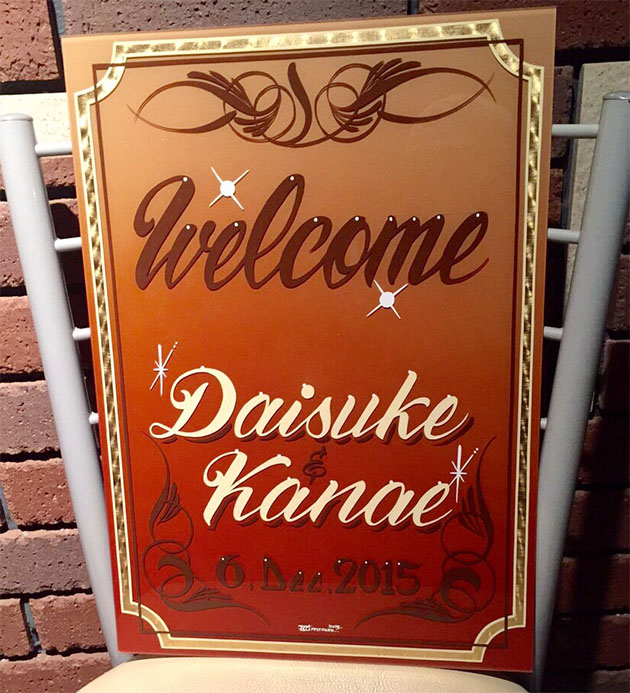 Welcome
Daisuke
&
Kanae
6, Dec, 2015